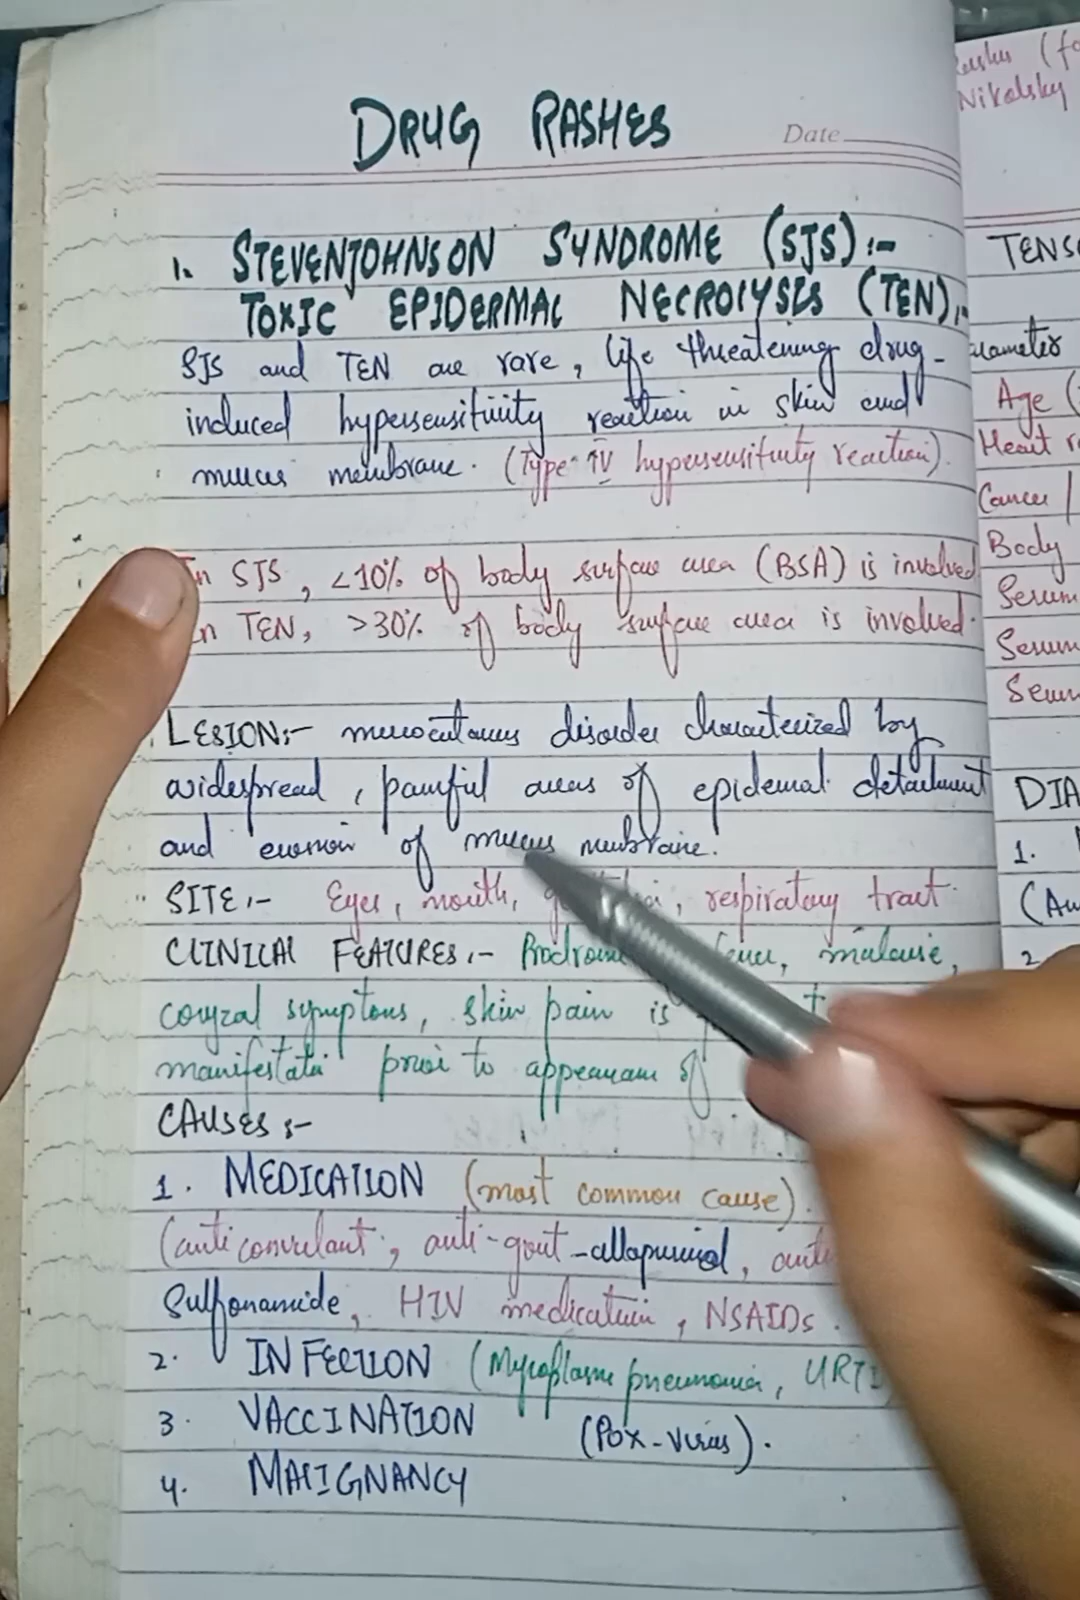 DRUG RASHES
Date
1. STEVENJOHNSON SYNDROME (SJS):-
TOXIC EPIDERMAL NECROLYSIS (TEN):-
SJS and TEN are rare, life threatening drug-
induced hypersensitivity reaction in skin and
mucus membrane. (Type-IV hypersensitivity reaction).
In SJS, <10% of body surface area (BSA) is involved
In TEN, >30% of body surface area is involved.
LESION:- mucocutaneous disorder characterized by
widespread, painful areas of epidermal detachment
and erosion of mucus membrane.
SITE:- Eyes, mouth, respiratory tract.
CLINICAL FEATURES:- malaise,
coryzal symptoms, skin pain is
manifestatin prior to appearance of
CAUSES:-
1. MEDICATION (most common cause).
(anticonvulant, anti-gout-allopurinol,
Sulfonamide, HIV medication, NSAIDs.
2. INFECTION (Mycoplasma pneumonia, URTI
3. VACCINATION (Pox-virus).
4. MALIGNANCY
Nikolsky
TENS
Age
Heart
Cancer /
Body
Serum
Serum
Serum
DIA
1.
2.